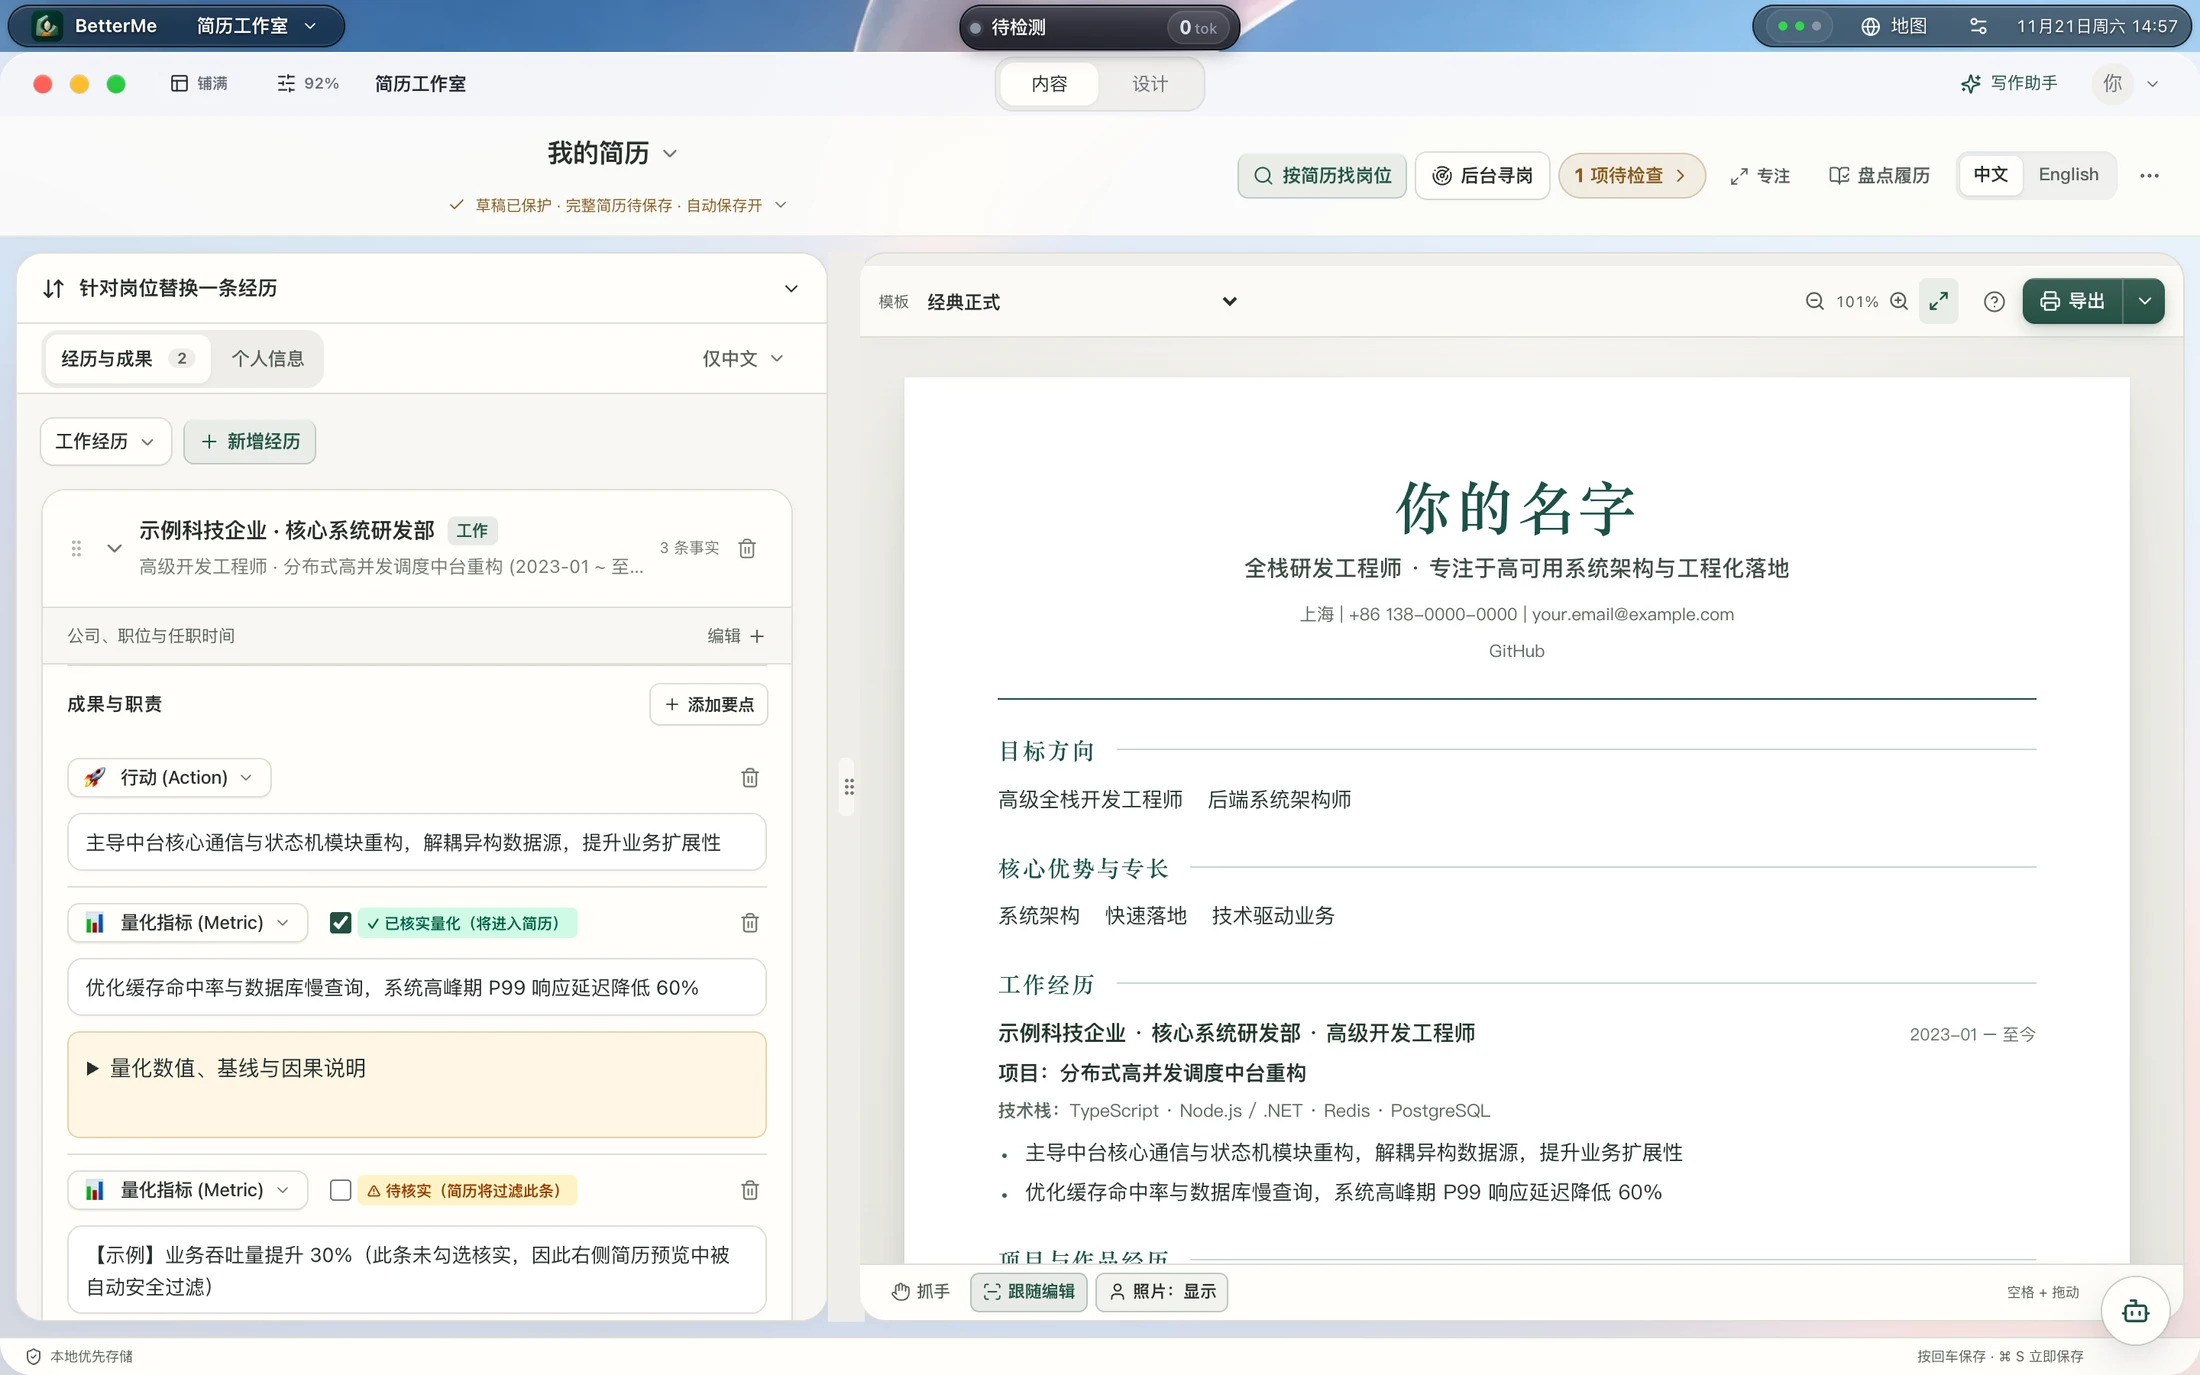 BetterMe 简历工作室
待检测 0 tok
地图 11月21日周六 14:57
铺满 92% 简历工作室
内容 设计
写作助手 你
我的简历
草稿已保护 · 完整简历待保存 · 自动保存开
按简历找岗位 后台寻岗 1 项待检查 专注 盘点履历 中文 English
针对岗位替换一条经历
经历与成果 2 个人信息 仅中文
工作经历 + 新增经历
示例科技企业 · 核心系统研发部 工作
高级开发工程师 · 分布式高并发调度中台重构 (2023-01 ~ 至...
3 条事实
公司、职位与任职时间 编辑 +
成果与职责 + 添加要点
行动 (Action)
主导中台核心通信与状态机模块重构，解耦异构数据源，提升业务扩展性
量化指标 (Metric) ✓ 已核实量化（将进入简历）
优化缓存命中率与数据库慢查询，系统高峰期 P99 响应延迟降低 60%
▶ 量化数值、基线与因果说明
量化指标 (Metric) ⚠ 待核实（简历将过滤此条）
【示例】业务吞吐量提升 30%（此条未勾选核实，因此右侧简历预览中被
自动安全过滤）
模板 经典正式 101% 导出
你的名字
全栈研发工程师 · 专注于高可用系统架构与工程化落地
上海 | +86 138-0000-0000 | your.email@example.com
GitHub
目标方向
高级全栈开发工程师 后端系统架构师
核心优势与专长
系统架构 快速落地 技术驱动业务
工作经历
示例科技企业 · 核心系统研发部 · 高级开发工程师 2023-01 – 至今
项目：分布式高并发调度中台重构
技术栈：TypeScript · Node.js / .NET · Redis · PostgreSQL
• 主导中台核心通信与状态机模块重构，解耦异构数据源，提升业务扩展性
• 优化缓存命中率与数据库慢查询，系统高峰期 P99 响应延迟降低 60%
项目与作品经历
抓手 跟随编辑 照片：显示 空格 + 拖动
本地优先存储 按回车保存 · ⌘ S 立即保存